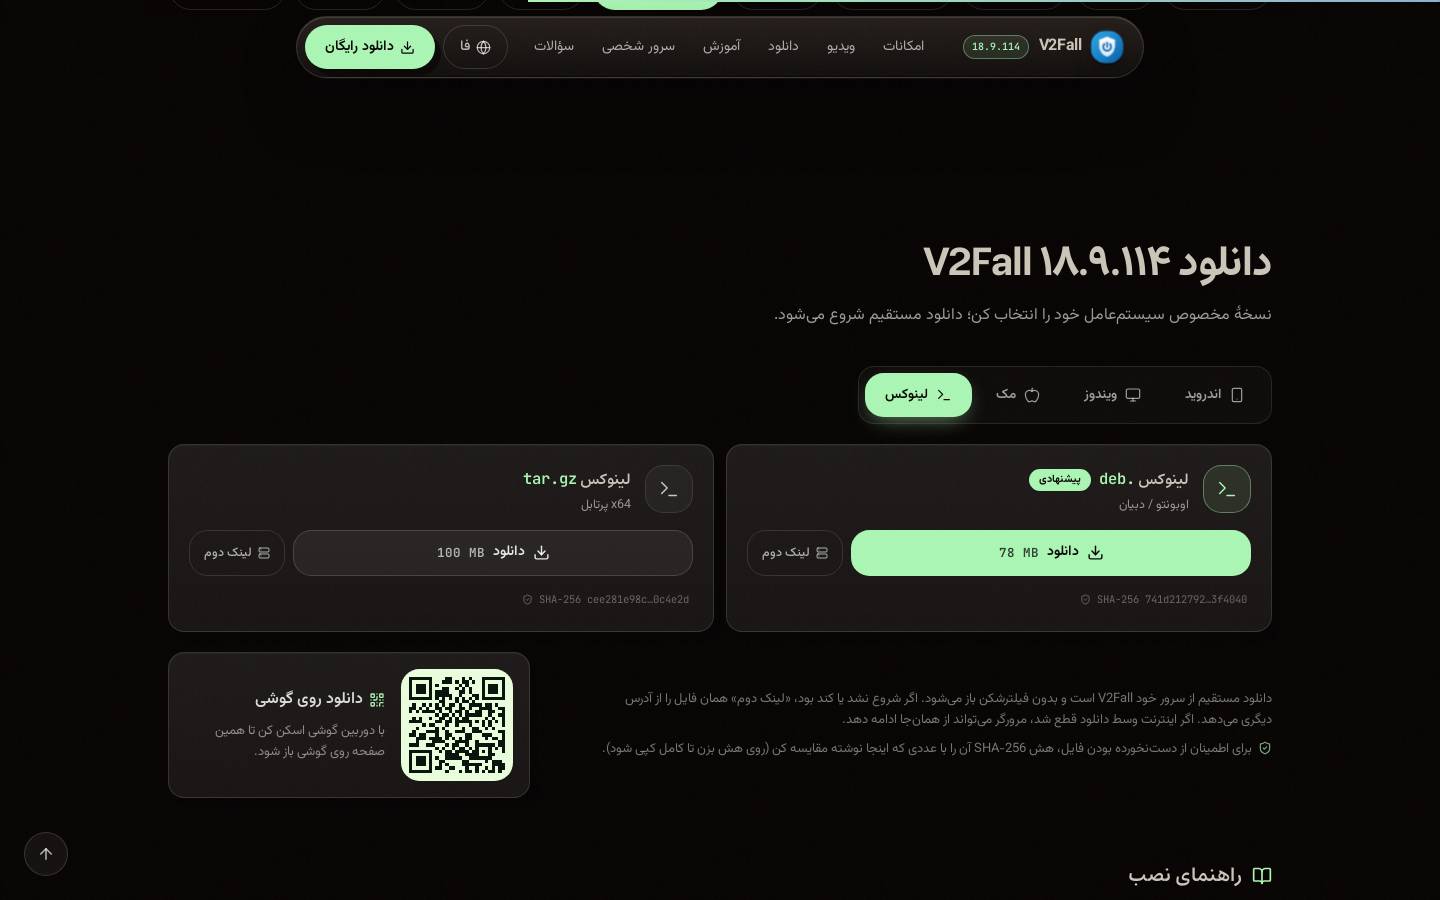 V2Fall 18.9.114 امکانات ویدیو دانلود آموزش سرور شخصی سؤالات فا دانلود رایگان
دانلود V2Fall ۱۸.۹.۱۱۴
نسخهٔ مخصوص سیستم‌عامل خود را انتخاب کن؛ دانلود مستقیم شروع می‌شود.
اندروید ویندوز مک لینوکس
لینوکس .deb پیشنهادی
اوبونتو / دبیان
دانلود 78 MB لینک دوم
SHA-256 741d212792…3f4040
لینوکس tar.gz
x64 پرتابل
دانلود 100 MB لینک دوم
SHA-256 cee281e98c…0c4e2d
دانلود مستقیم از سرور خود V2Fall است و بدون فیلترشکن باز می‌شود. اگر شروع نشد یا کند بود، «لینک دوم» همان فایل را از آدرس
دیگری می‌دهد. اگر اینترنت وسط دانلود قطع شد، مرورگر می‌تواند از همان‌جا ادامه دهد.
برای اطمینان از دست‌نخورده بودن فایل، هش SHA-256 آن را با عددی که اینجا نوشته مقایسه کن (روی هش بزن تا کامل کپی شود).
دانلود روی گوشی
با دوربین گوشی اسکن کن تا همین
صفحه روی گوشی باز شود.
راهنمای نصب